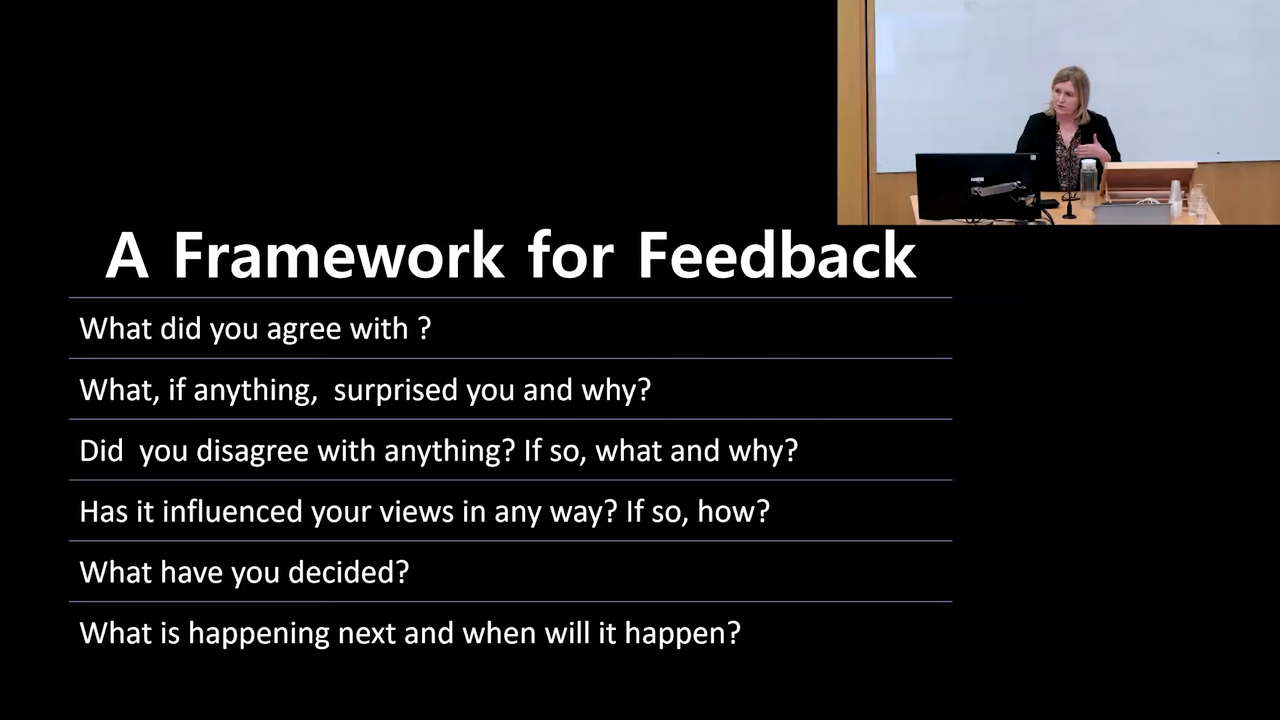 A Framework for Feedback
What did you agree with ?
What, if anything,  surprised you and why?
Did  you disagree with anything? If so, what and why?
Has it influenced your views in any way? If so, how?
What have you decided?
What is happening next and when will it happen?